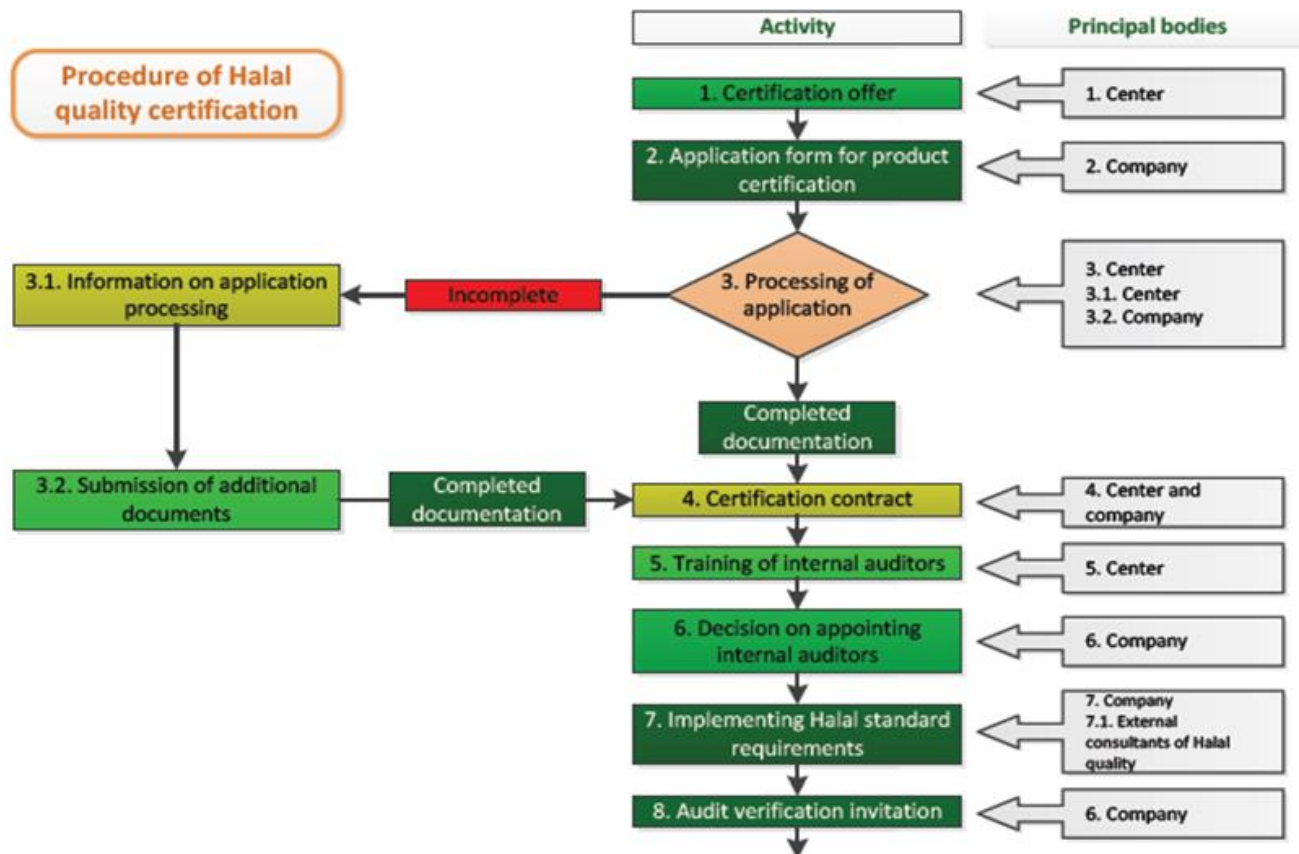 Procedure of Halal
quality certification
Activity
Principal bodies
1. Certification offer
1. Center
2. Application form for product
certification
2. Company
3.1. Information on application
processing
Incomplete
3. Processing of
application
3. Center
3.1. Center
3.2. Company
Completed
documentation
3.2. Submission of additional
documents
Completed
documentation
4. Certification contract
4. Center and
company
5. Training of internal auditors
5. Center
6. Decision on appointing
internal auditors
6. Company
7. Implementing Halal standard
requirements
7. Company
7.1. External
consultants of Halal
quality
8. Audit verification invitation
6. Company